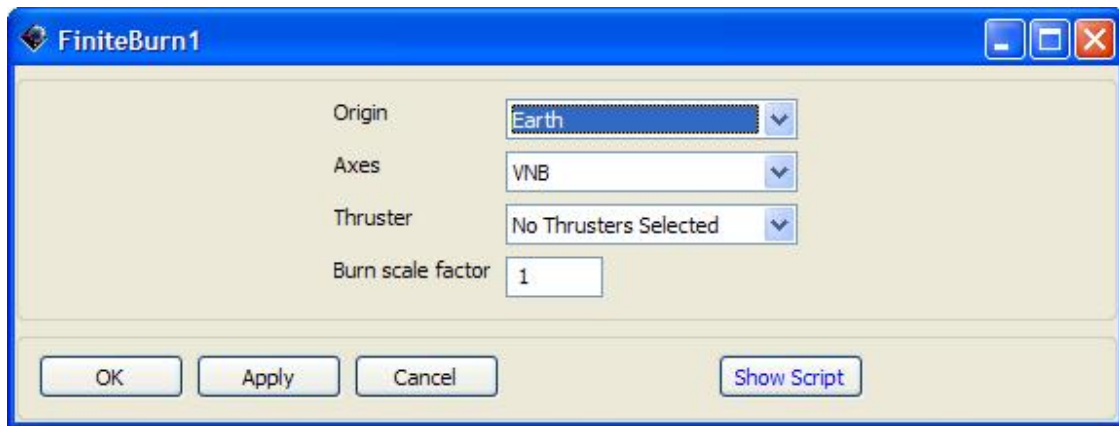 FiniteBurn1
Origin Earth
Axes VNB
Thruster No Thrusters Selected
Burn scale factor 1
OK Apply Cancel Show Script